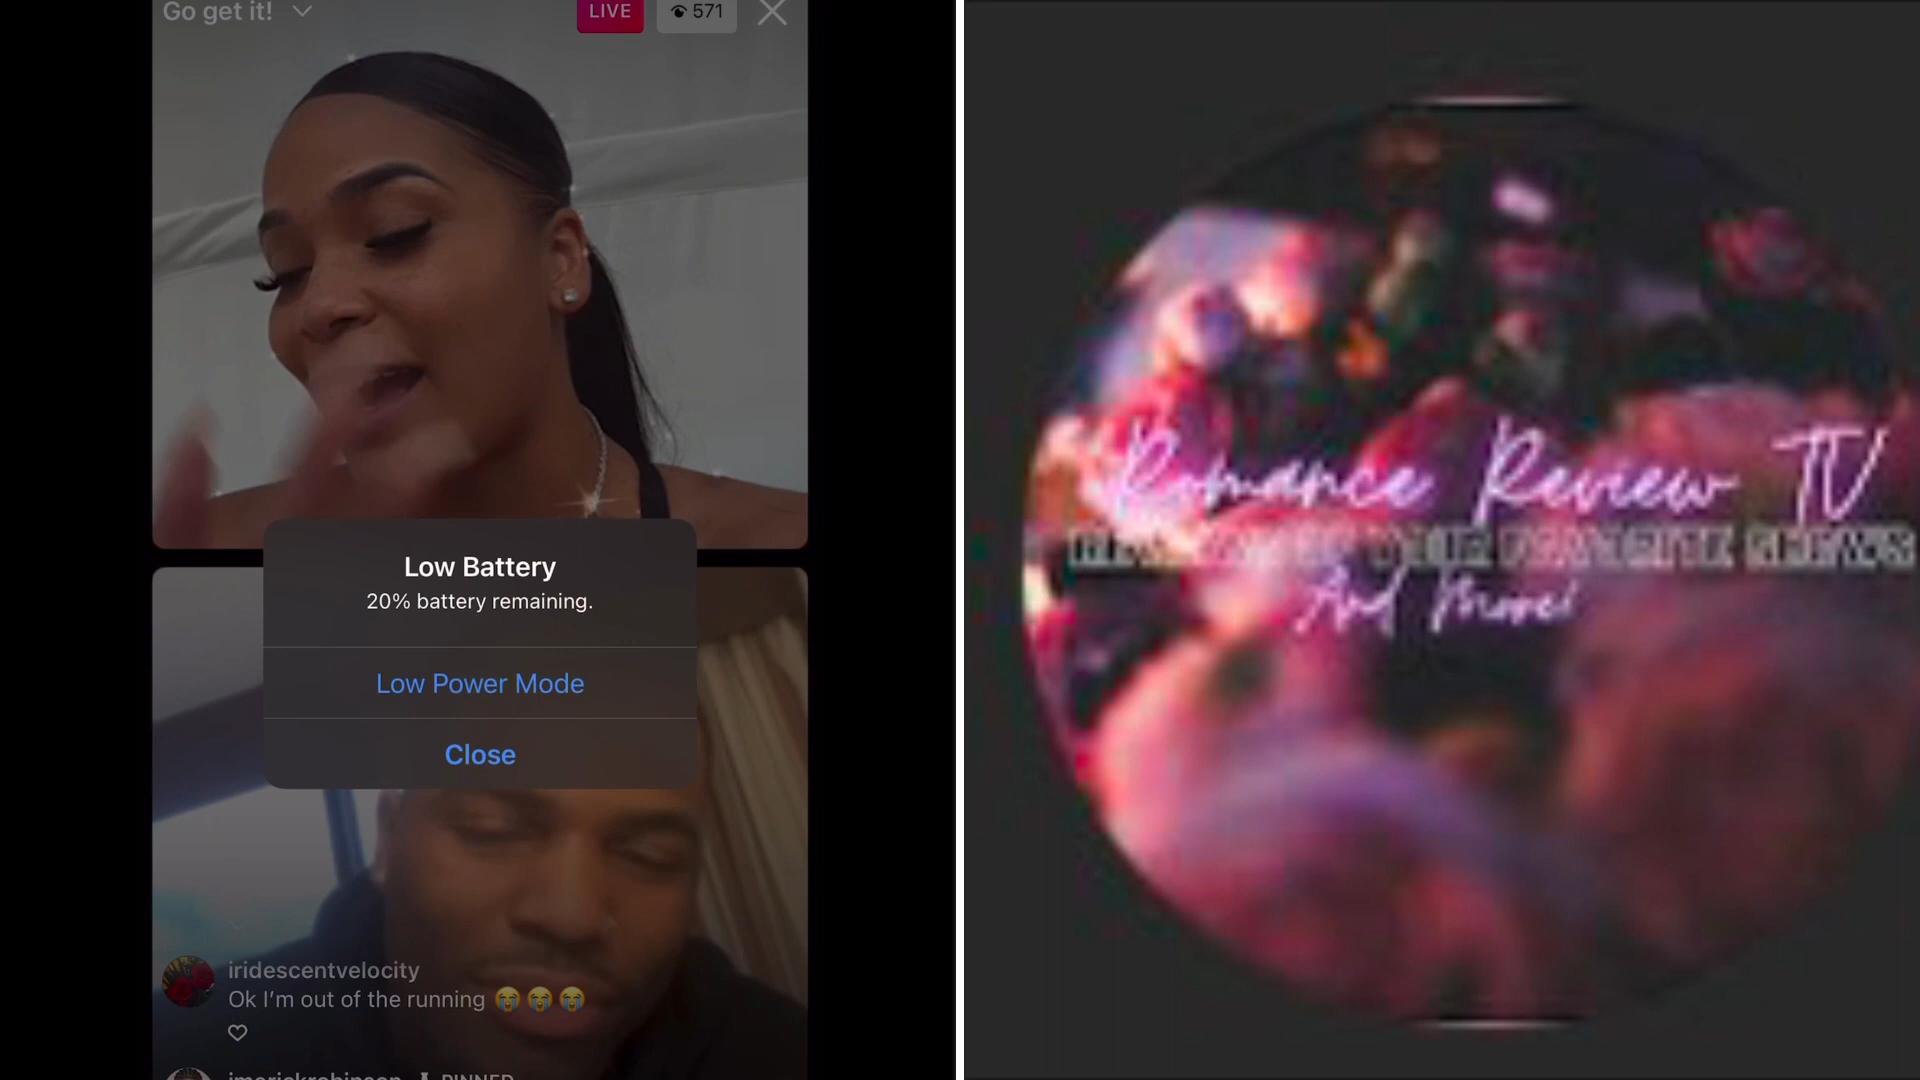 Go get it!
LIVE
571
Low Battery
20% battery remaining.
Low Power Mode
Close
iridescentvelocity
Ok I’m out of the running 😭😭😭
PINNED
Romance Review TV
And More!